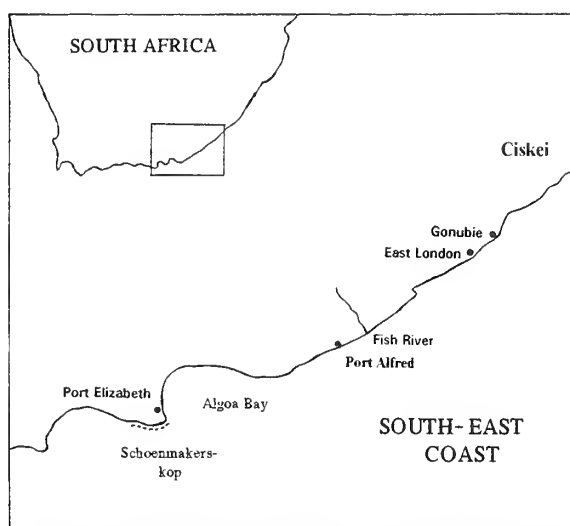 SOUTH AFRICA
Ciskei
Gonubie
East London
Fish River
Port Alfred
Port Elizabeth
Algoa Bay
Schoenmakers-
kop
SOUTH-EAST
COAST